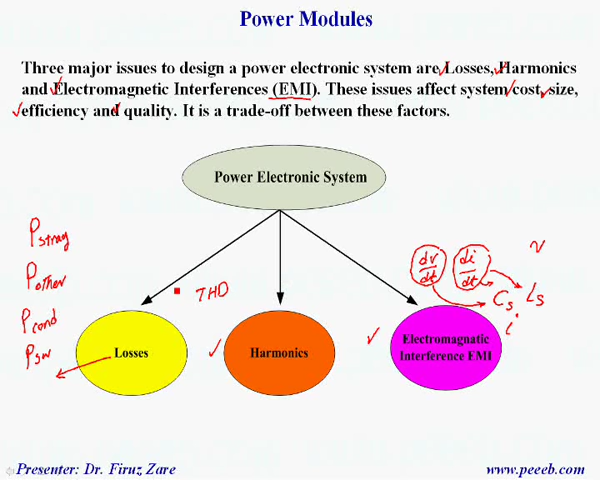 Power Modules
Three major issues to design a power electronic system are Losses, Harmonics
and Electromagnetic Interferences (EMI). These issues affect system cost, size,
efficiency and quality. It is a trade-off between these factors.
Power Electronic System
Pstray
Pother
Pcond
Psw
THD
dv
dt
di
dt
v
Cs
Ls
i
Losses
Harmonics
Electromagnatic
Interference EMI
Presenter: Dr. Firuz Zare
www.peeeb.com